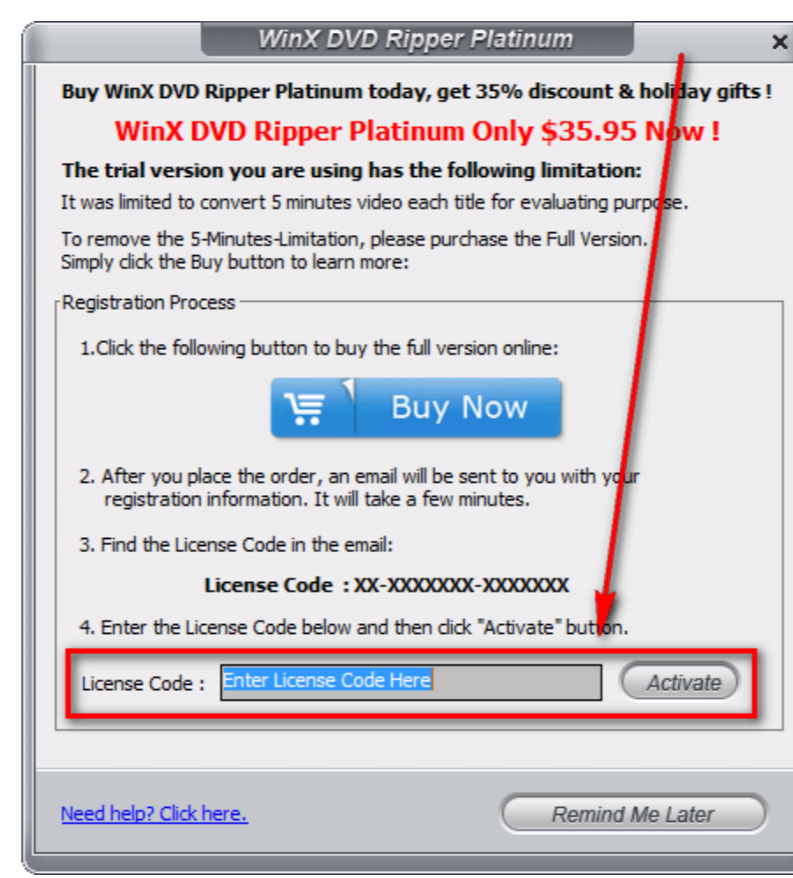 WinX DVD Ripper Platinum
Buy WinX DVD Ripper Platinum today, get 35% discount & holiday gifts !
WinX DVD Ripper Platinum Only $35.95 Now !
The trial version you are using has the following limitation:
It was limited to convert 5 minutes video each title for evaluating purpose.
To remove the 5-Minutes-Limitation, please purchase the Full Version.
Simply click the Buy button to learn more:
Registration Process
1.Click the following button to buy the full version online:
Buy Now
2. After you place the order, an email will be sent to you with your
registration information. It will take a few minutes.
3. Find the License Code in the email:
License Code : XX-XXXXXXX-XXXXXXX
4. Enter the License Code below and then click "Activate" button.
License Code : Enter License Code Here Activate
Need help? Click here. Remind Me Later